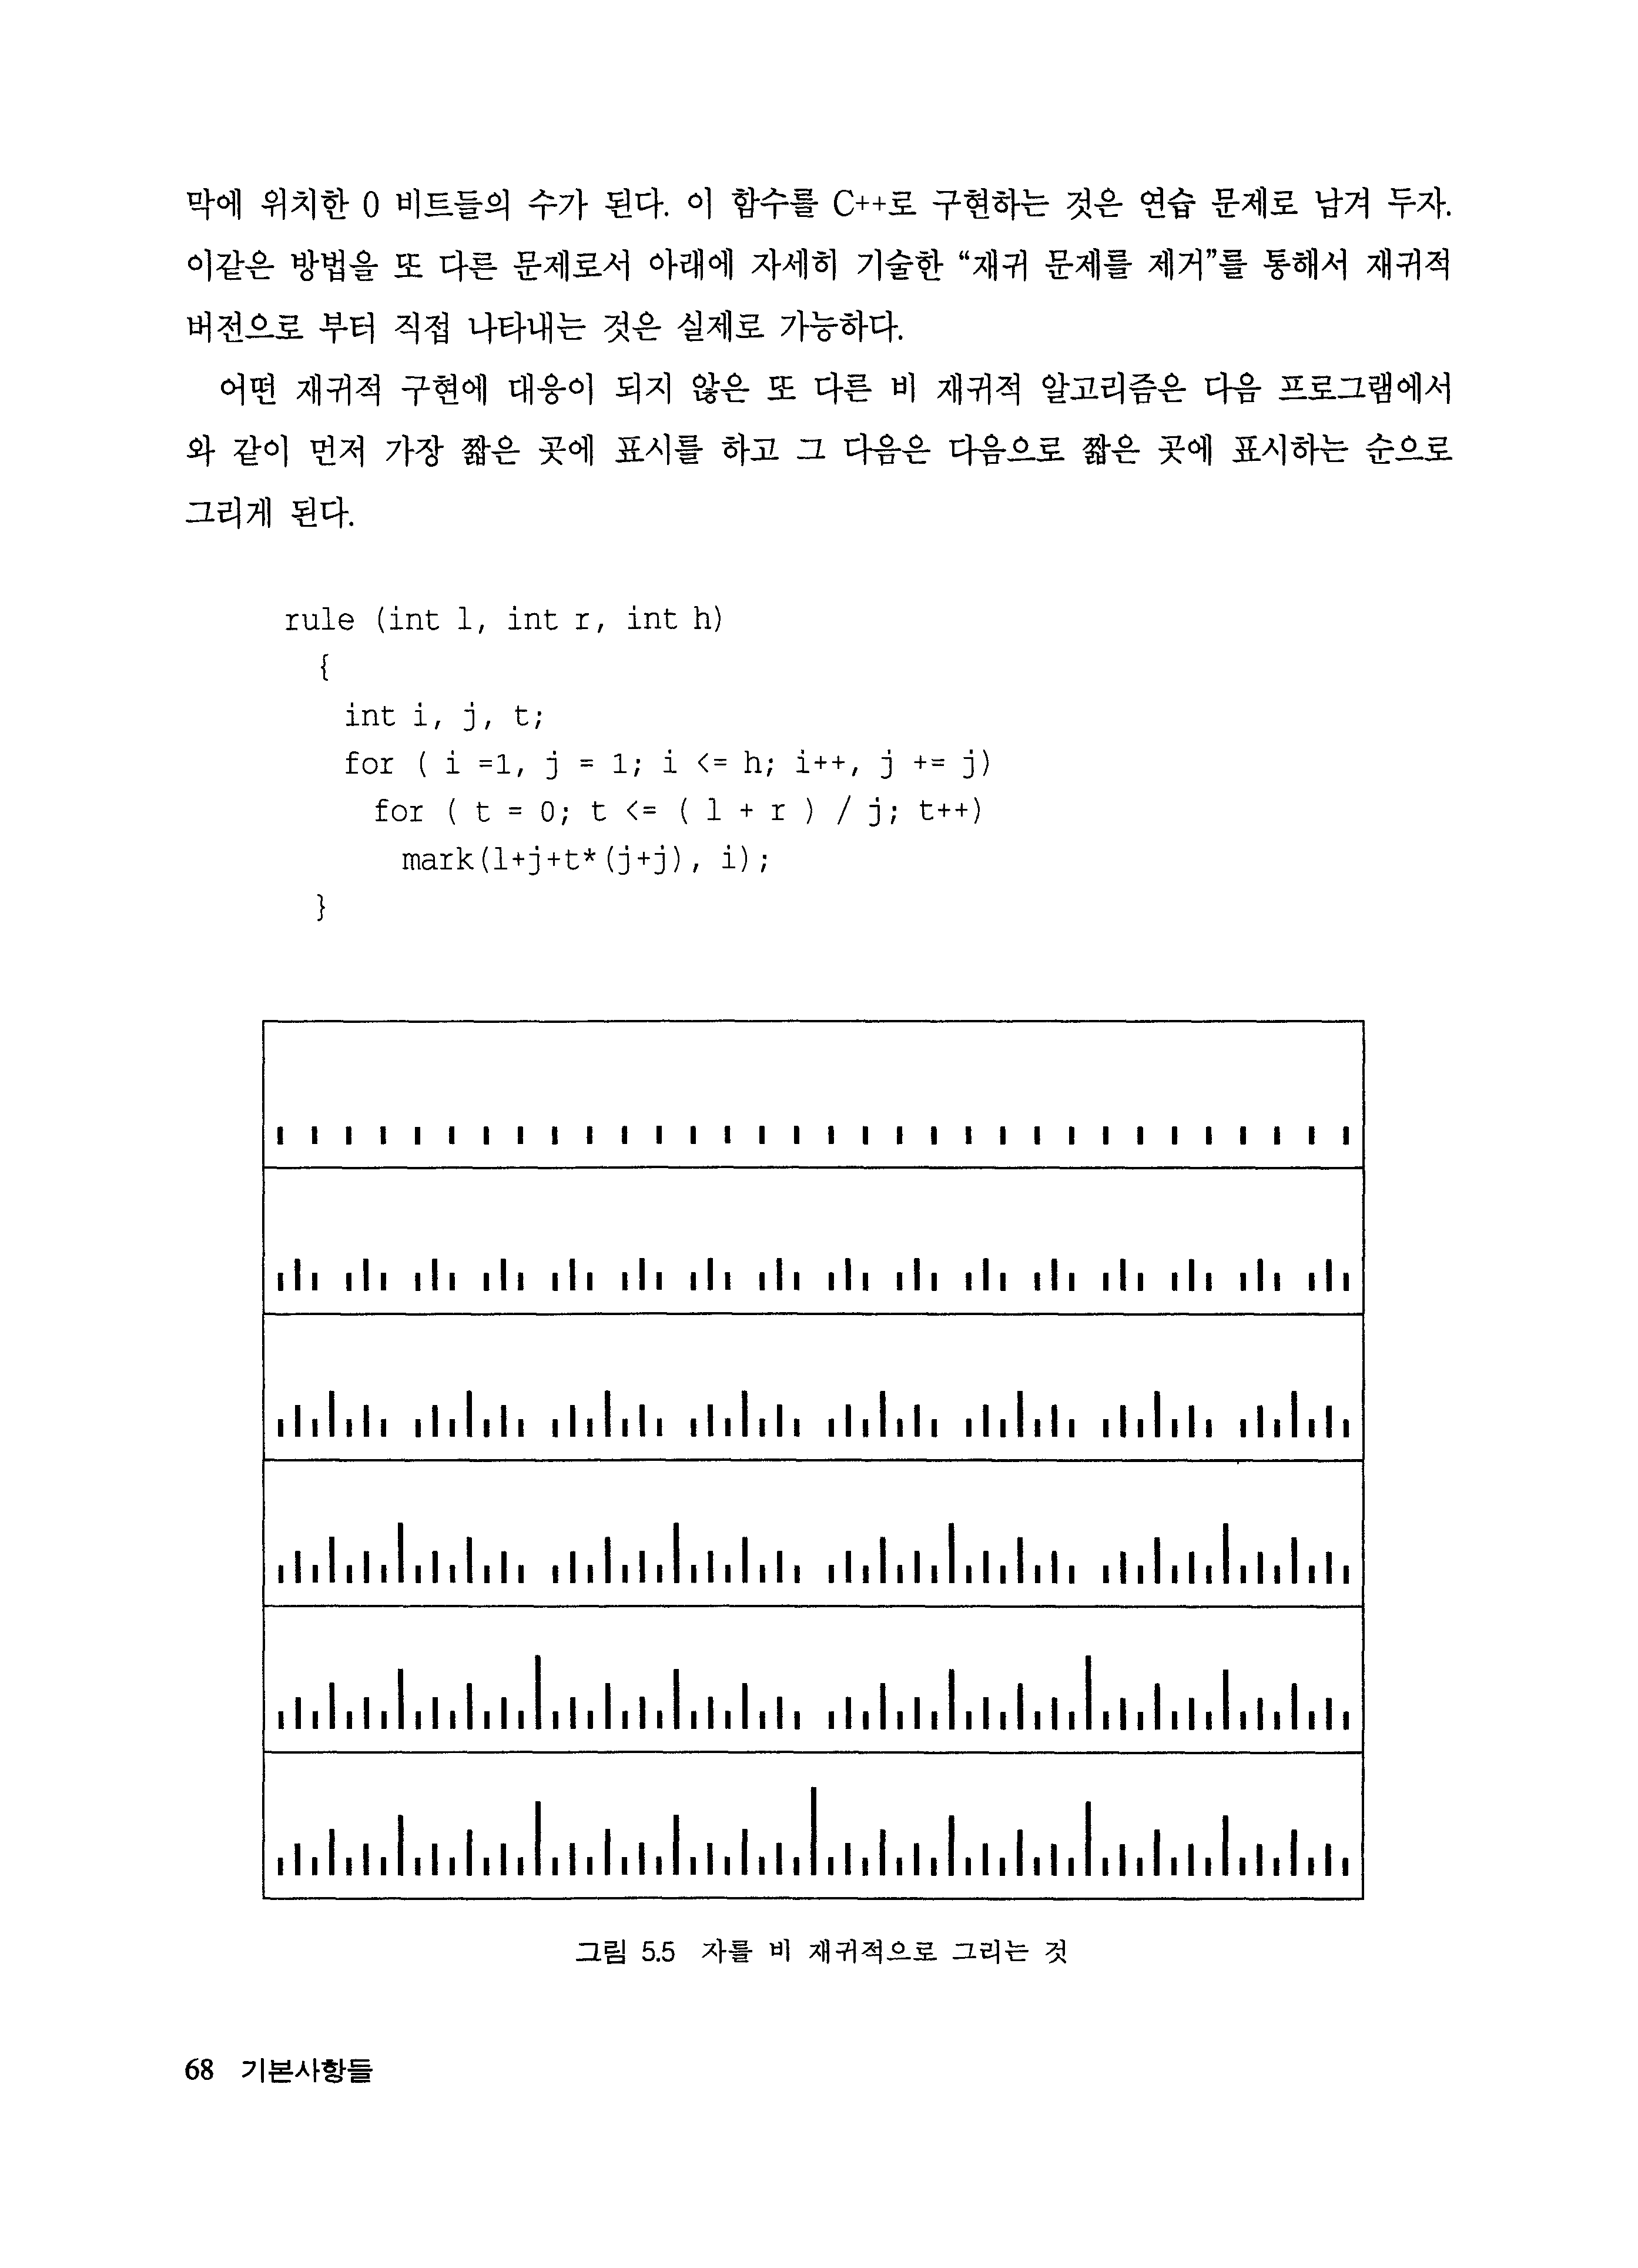 막에 위치한 0 비트들의 수가 된다. 이 함수를 C++로 구현하는 것은 연습 문제로 남겨 두자.
이같은 방법을 또 다른 문제로서 아래에 자세히 기술한 “재귀 문제를 제거”를 통해서 재귀적
버전으로 부터 직접 나타내는 것은 실제로 가능하다.
어떤 재귀적 구현에 대응이 되지 않은 또 다른 비 재귀적 알고리즘은 다음 프로그램에서
와 같이 먼저 가장 짧은 곳에 표시를 하고 그 다음은 다음으로 짧은 곳에 표시하는 순으로
그리게 된다.
rule (int l, int r, int h)
{
int i, j, t;
for ( i =1, j = 1; i <= h; i++, j += j)
for ( t = 0; t <= ( l + r ) / j; t++)
mark(l+j+t*(j+j), i);
}
그림 5.5 자를 비 재귀적으로 그리는 것
68 기본사항들